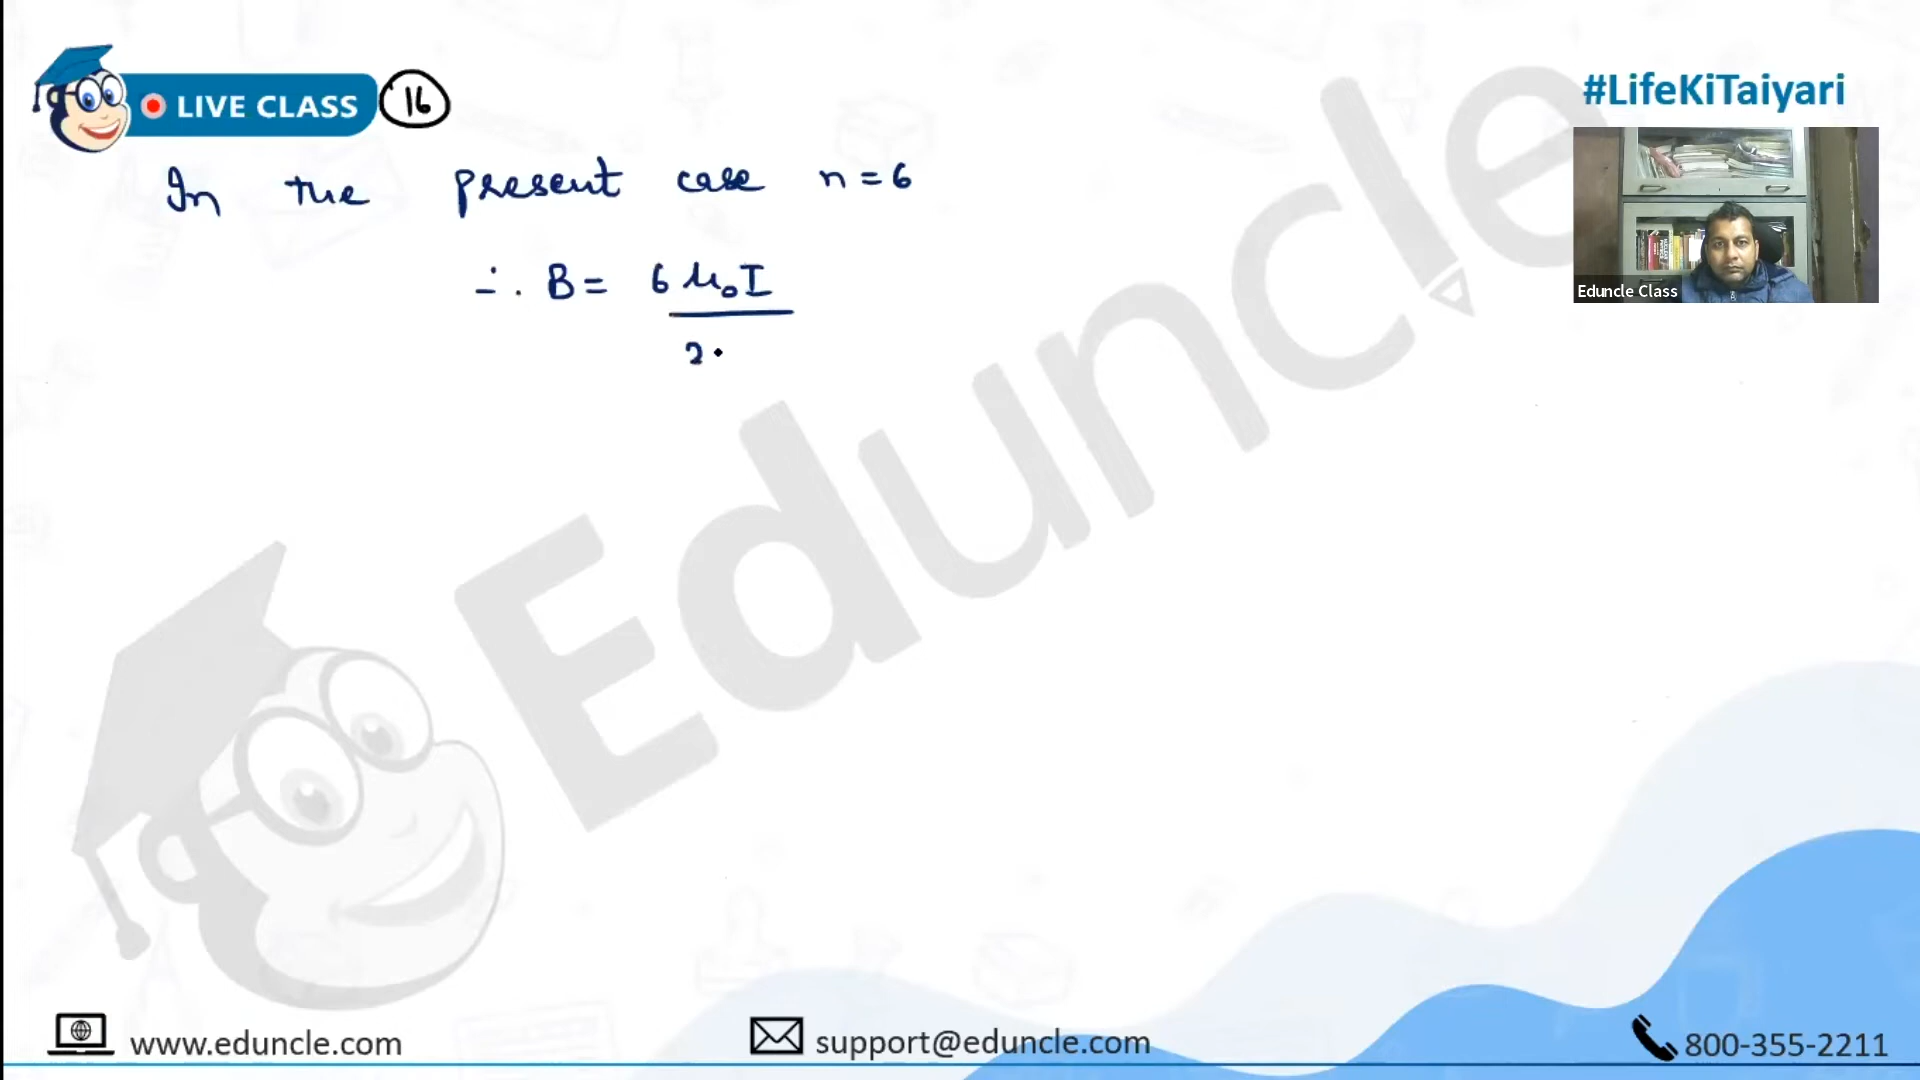 LIVE CLASS 16
#LifeKiTaiyari
In the present case n = 6
Eduncle Class
∴ B = 6 μ₀I
2
Eduncle
www.eduncle.com
support@eduncle.com
800-355-2211